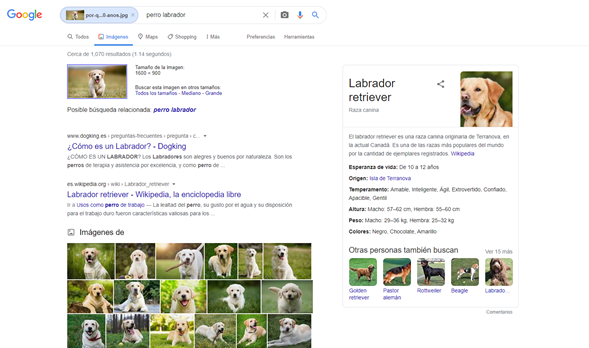 Google
por-q...0-anos.jpg
perro labrador
Todos
Imágenes
Maps
Shopping
Más
Preferencias
Herramientas
Cerca de 1,070 resultados (1.14 segundos)
Tamaño de la imagen:
1600 × 900
Buscar esta imagen en otros tamaños:
Todos los tamaños - Mediano - Grande
Posible búsqueda relacionada: perro labrador
www.dogking.es › preguntas-frecuentes › pregunta › c...
¿Cómo es un Labrador? - Dogking
¿CÓMO ES UN LABRADOR? Los Labradores son alegres y buenos por naturaleza. Son los
perros de terapia y asistencia por excelencia, y como perro de ...
es.wikipedia.org › wiki › Labrador_retriever
Labrador retriever - Wikipedia, la enciclopedia libre
Ir a Usos como perro de trabajo — La lealtad del perro, su gusto por el agua y su disposición
para el trabajo duro fueron características valiosas para los ...
Imágenes de
Labrador
retriever
Raza canina
El labrador retriever es una raza canina originaria de Terranova, en
la actual Canadá. Es una de las razas más populares del mundo
por la cantidad de ejemplares registrados. Wikipedia
Esperanza de vida: De 10 a 12 años
Origen: Isla de Terranova
Temperamento: Amable, Inteligente, Ágil, Extrovertido, Confiado,
Apacible, Gentil
Altura: Macho: 57–62 cm, Hembra: 55–60 cm
Peso: Macho: 29–36 kg, Hembra: 25–32 kg
Colores: Negro, Chocolate, Amarillo
Otras personas también buscan
Ver 15 más
Golden
retriever
Pastor
alemán
Rottweiler
Beagle
Labrado...
Comentarios